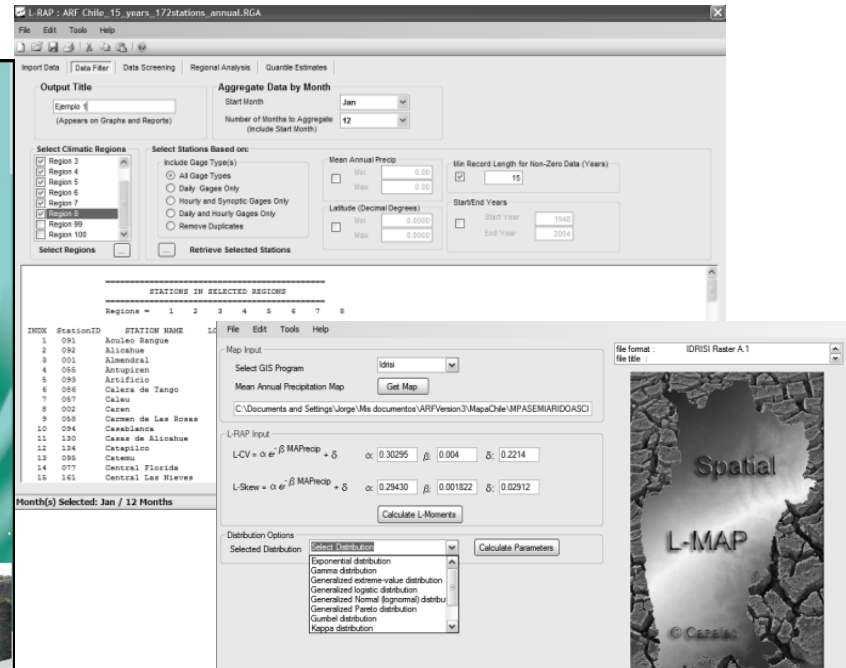 L-RAP : ARF Chile_15_years_172stations_annual.RGA
File Edit Tools Help
Import Data Data Filter Data Screening Regional Analysis Quantile Estimates
Output Title
Ejemplo 1
(Appears on Graphs and Reports)
Aggregate Data by Month
Start Month Jan
Number of Months to Aggregate 12
(Include Start Month)
Select Climatic Regions
Region 3
Region 4
Region 5
Region 6
Region 7
Region 8
Region 99
Region 100
Select Regions ...
Select Stations Based on:
Include Gage Type(s)
All Gage Types
Daily Gages Only
Hourly and Synoptic Gages Only
Daily and Hourly Gages Only
Remove Duplicates
... Retrieve Selected Stations
Mean Annual Precip
Min 0.00
Max 0.00
Latitude (Decimal Degrees)
Min 0.0000
Max 0.0000
Min Record Length for Non-Zero Data (Years)
15
Start/End Years
Start Year 1948
End Year 2004
STATIONS IN SELECTED REGIONS
Regions = 1 2 3 4 5 6 7 8
INDX StationID STATION NAME LO
1 091 Aculeo Rangue
2 092 Alicahue
3 001 Almendral
4 055 Antupiren
5 093 Artificio
6 056 Calera de Tango
7 057 Caleu
8 002 Caren
9 058 Carmen de Las Rosas
10 094 Casablanca
11 130 Casas de Alicahue
12 134 Catapilco
13 095 Catemu
14 077 Central Florida
15 161 Central Las Nieves
Month(s) Selected: Jan / 12 Months
File Edit Tools Help
Map Input
Select GIS Program Idrisi
Mean Annual Precipitation Map Get Map
C:\Documents and Settings\Jorge\Mis documentos\ARFVersion3\MapaChile\MPASEMIARIDOASCI
L-RAP Input
L-CV = α e^-β MAPrecip + δ α: 0.30295 β: 0.004 δ: 0.2214
L-Skew = α e^-β MAPrecip + δ α: 0.29430 β: 0.001822 δ: 0.02912
Calculate L-Moments
Distribution Options
Selected Distribution Select Distribution Calculate Parameters
Exponential distribution
Gamma distribution
Generalized extreme-value distribution
Generalized logistic distribution
Generalized Normal (lognormal) distribu
Generalized Pareto distribution
Gumbel distribution
Kappa distribution
file format : IDRISI Raster A.1
file title :
Spatial
L-MAP
© Cazalac